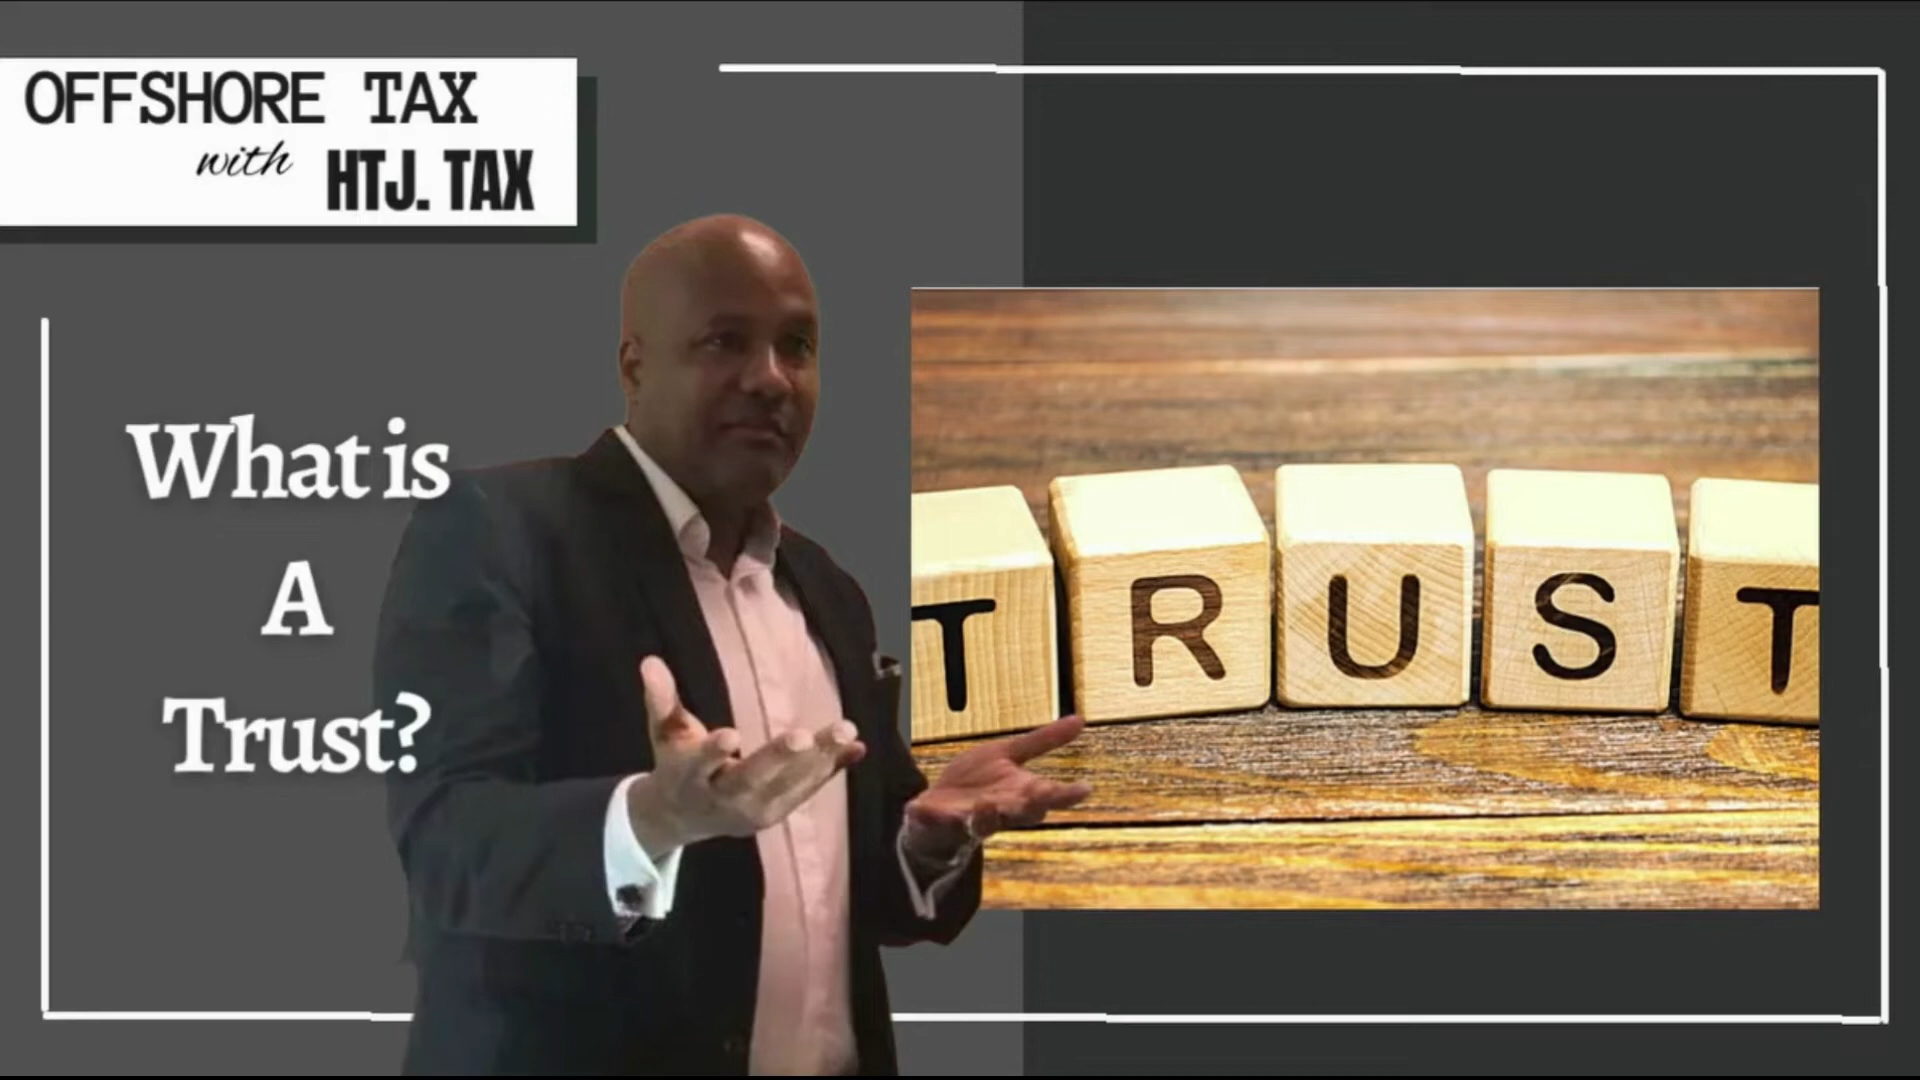 OFFSHORE TAX
with HTJ. TAX
What is
A
Trust?
TRUST